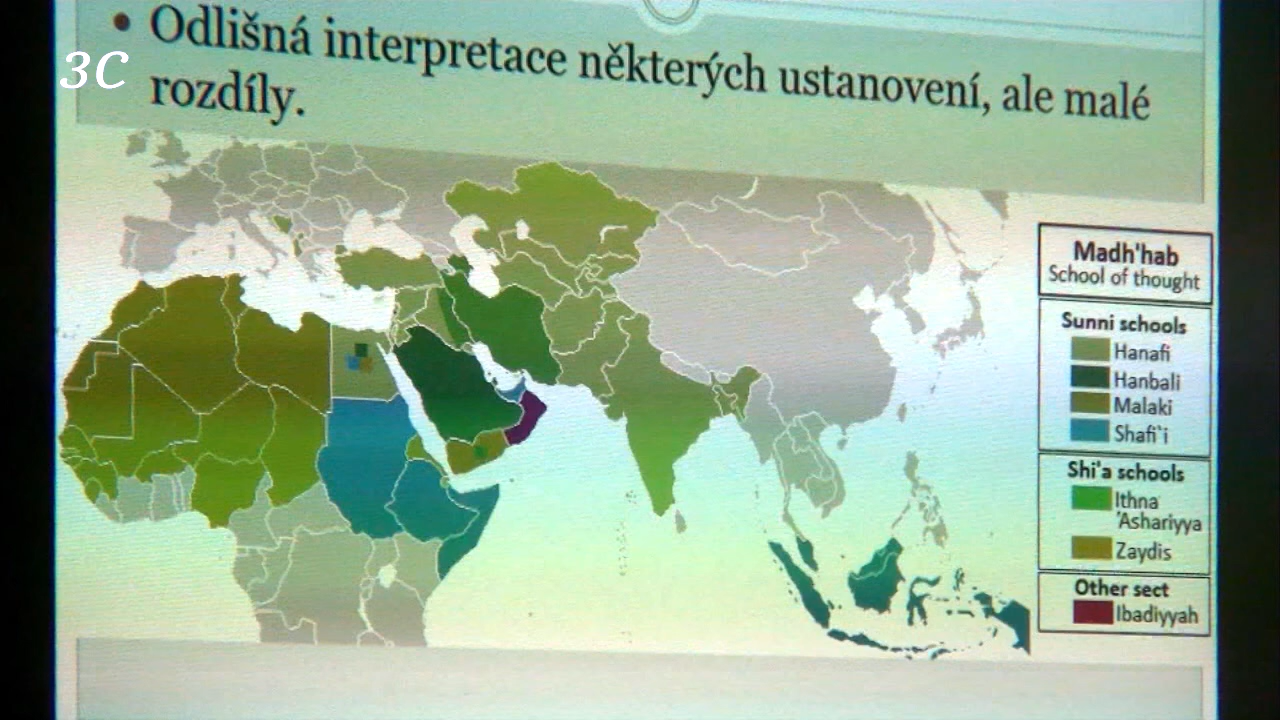 • Odlišná interpretace některých ustanovení, ale malé
3C
rozdíly.
Madh'hab
School of thought
Sunni schools
Hanafi
Hanbali
Malaki
Shafi`i
Shi'a schools
Ithna
'Ashariyya
Zaydis
Other sect
Ibadiyyah